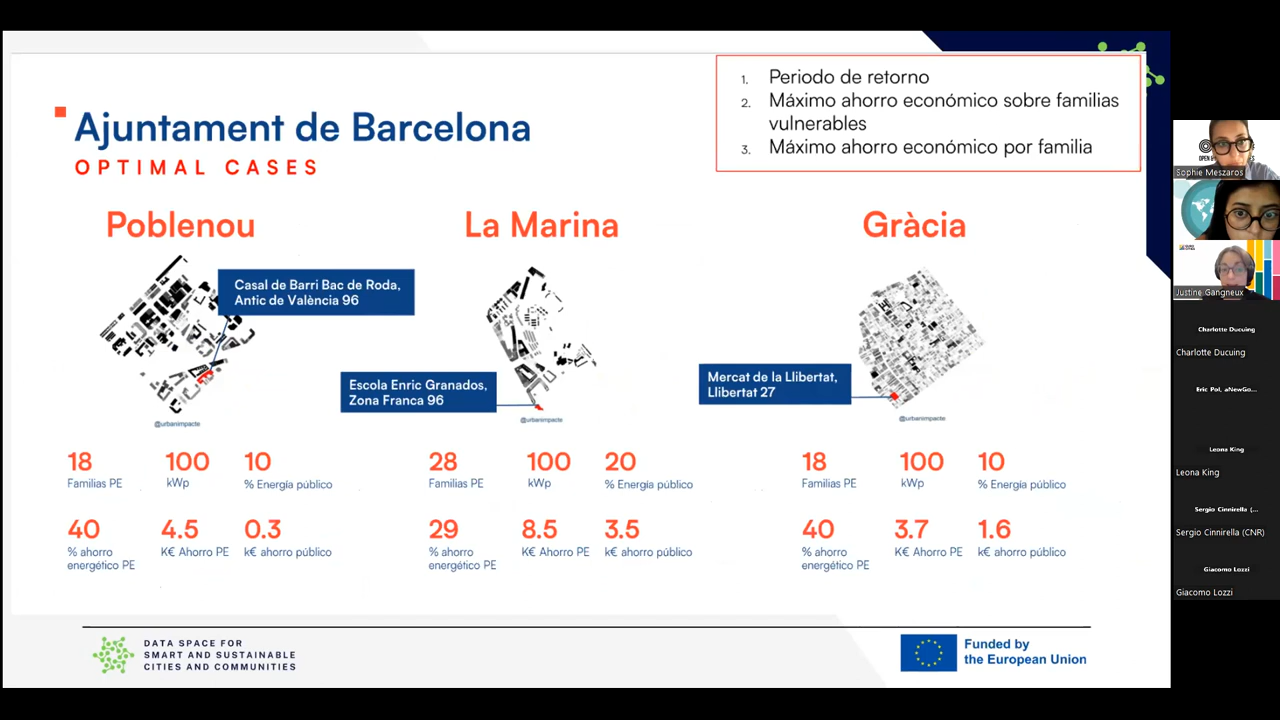 1. Periodo de retorno
2. Máximo ahorro económico sobre familias
vulnerables
3. Máximo ahorro económico por familia
Ajuntament de Barcelona
OPTIMAL CASES
Poblenou
Casal de Barri Bac de Roda,
Antic de València 96
@urbanimpacte
18
Familias PE
100
kWp
10
% Energía público
40
% ahorro
energético PE
4.5
K€ Ahorro PE
0.3
k€ ahorro público
La Marina
Escola Enric Granados,
Zona Franca 96
@urbanimpacte
28
Familias PE
100
kWp
20
% Energía público
29
% ahorro
energético PE
8.5
K€ Ahorro PE
3.5
k€ ahorro público
Gràcia
Mercat de la Llibertat,
Llibertat 27
@urbanimpacte
18
Familias PE
100
kWp
10
% Energía público
40
% ahorro
energético PE
3.7
K€ Ahorro PE
1.6
k€ ahorro público
DATA SPACE FOR
SMART AND SUSTAINABLE
CITIES AND COMMUNITIES
Funded by
the European Union
Sophie Meszaros
Justine Gangneux
Charlotte Ducuing
Charlotte Ducuing
Eric Pol, aNewGo...
Leona King
Leona King
Sergio Cinnirella (...
Sergio Cinnirella (CNR)
Giacomo Lozzi
Giacomo Lozzi